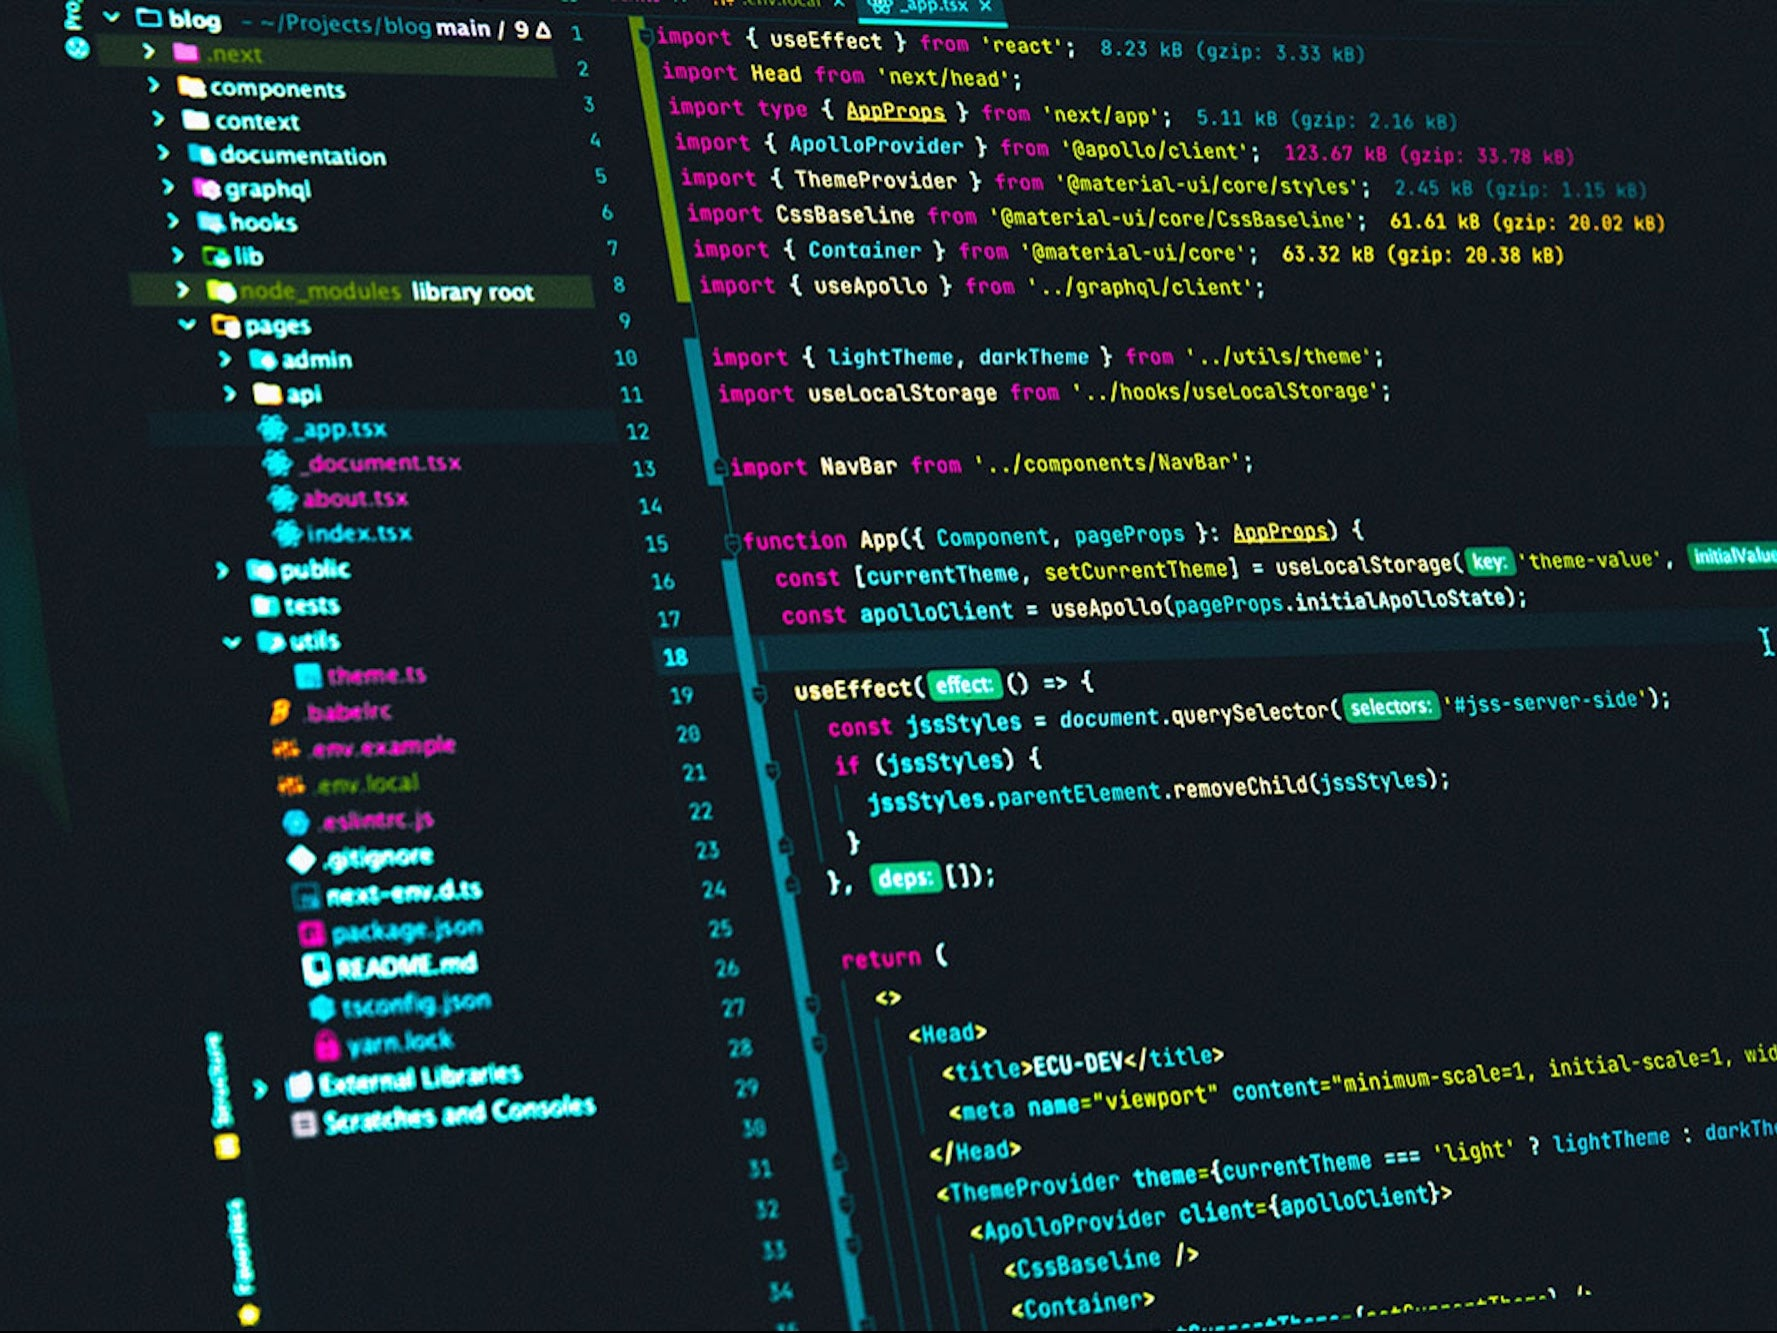 Proj
blog ~/Projects/blog main / 9 Δ
.next
components
context
documentation
graphql
hooks
lib
node_modules library root
pages
admin
api
_app.tsx
_document.tsx
about.tsx
index.tsx
public
tests
utils
theme.ts
.babelrc
.env.example
.env.local
.eslintrc.js
.gitignore
next-env.d.ts
package.json
README.md
tsconfig.json
yarn.lock
External Libraries
Scratches and Consoles
Structure
Favorites
.env.local × _app.tsx ×
1 import { useEffect } from 'react'; 8.23 kB (gzip: 3.33 kB)
2 import Head from 'next/head';
3 import type { AppProps } from 'next/app'; 5.11 kB (gzip: 2.16 kB)
4 import { ApolloProvider } from '@apollo/client'; 123.67 kB (gzip: 33.78 kB)
5 import { ThemeProvider } from '@material-ui/core/styles'; 2.45 kB (gzip: 1.15 kB)
6 import CssBaseline from '@material-ui/core/CssBaseline'; 61.61 kB (gzip: 20.02 kB)
7 import { Container } from '@material-ui/core'; 63.32 kB (gzip: 20.38 kB)
8 import { useApollo } from '../graphql/client';
9
10 import { lightTheme, darkTheme } from '../utils/theme';
11 import useLocalStorage from '../hooks/useLocalStorage';
12
13 import NavBar from '../components/NavBar';
14
15 function App({ Component, pageProps }: AppProps) {
16 const [currentTheme, setCurrentTheme] = useLocalStorage( key: 'theme-value', initialValue
17 const apolloClient = useApollo(pageProps.initialApolloState);
18
19 useEffect( effect: () => {
20 const jssStyles = document.querySelector( selectors: '#jss-server-side');
21 if (jssStyles) {
22 jssStyles.parentElement.removeChild(jssStyles);
23 }
24 }, deps: []);
25
26 return (
27 <>
28 <Head>
29 <title>ECU-DEV</title>
30 <meta name="viewport" content="minimum-scale=1, initial-scale=1, wid
31 </Head>
32 <ThemeProvider theme={currentTheme === 'light' ? lightTheme : darkThe
33 <ApolloProvider client={apolloClient}>
34 <CssBaseline />
35 <Container>